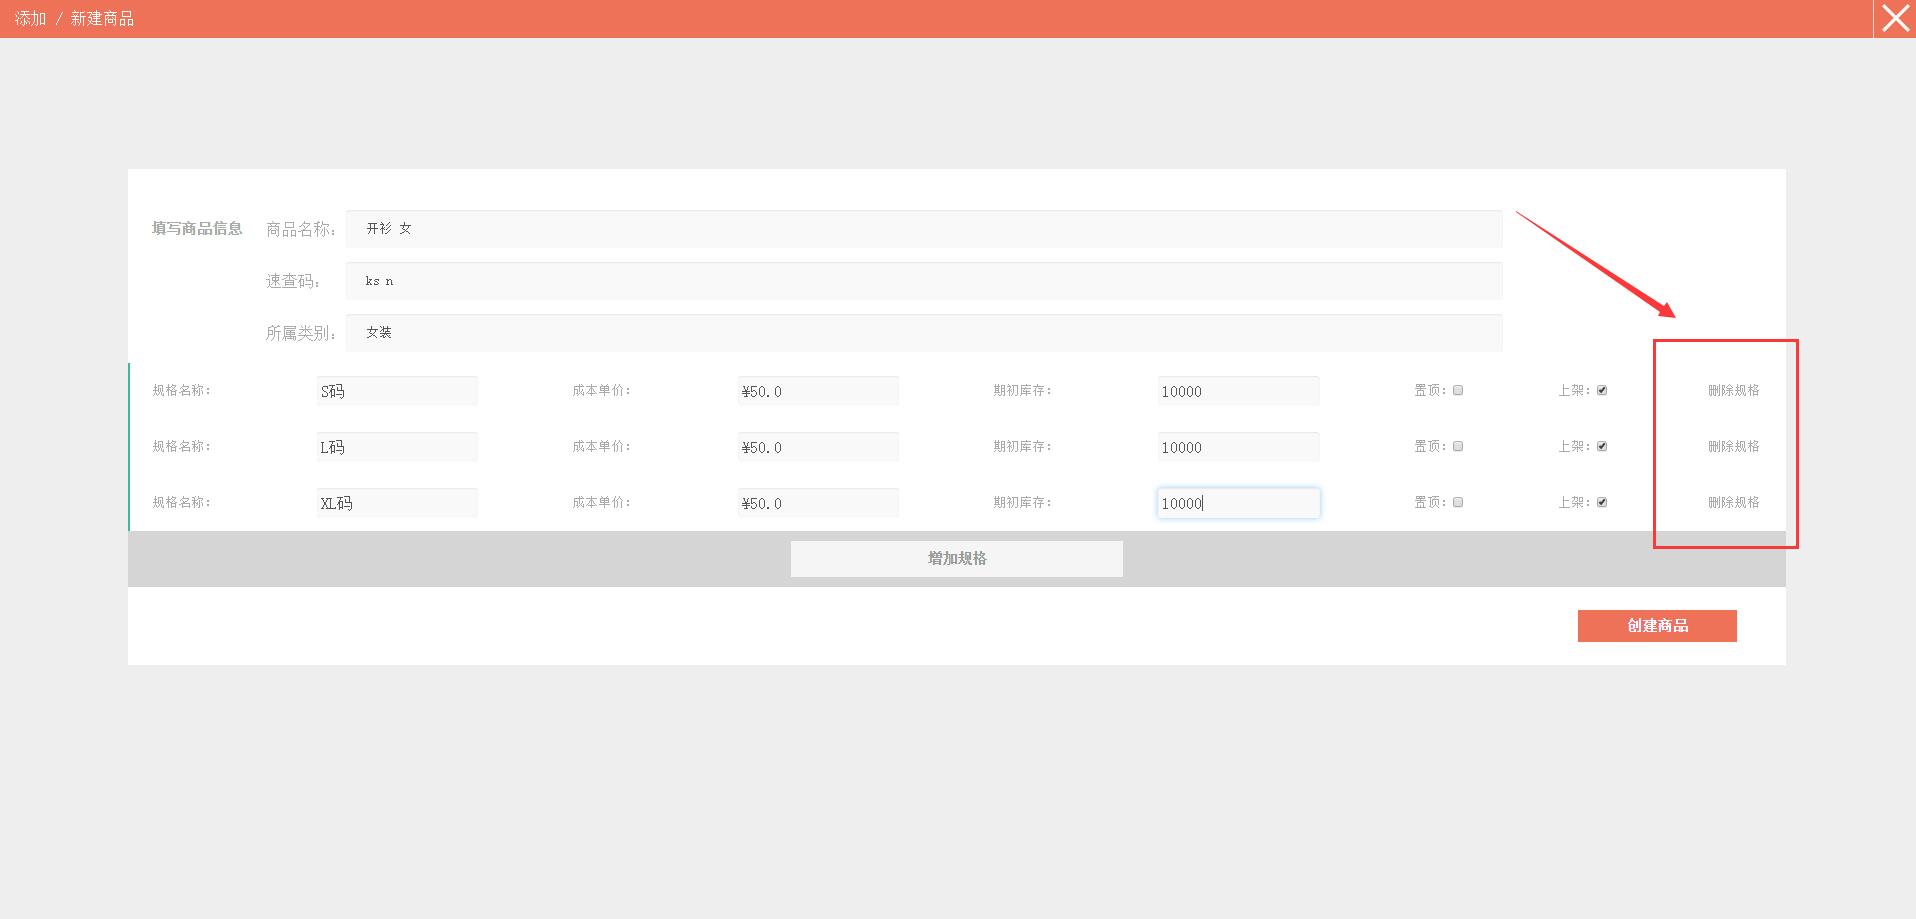 添加 / 新建商品
填写商品信息 商品名称： 开衫 女
速查码： ks n
所属类别： 女装
规格名称： S码 成本单价： ¥50.0 期初库存： 10000 置顶： 上架： 删除规格
规格名称： L码 成本单价： ¥50.0 期初库存： 10000 置顶： 上架： 删除规格
规格名称： XL码 成本单价： ¥50.0 期初库存： 10000 置顶： 上架： 删除规格
增加规格
创建商品